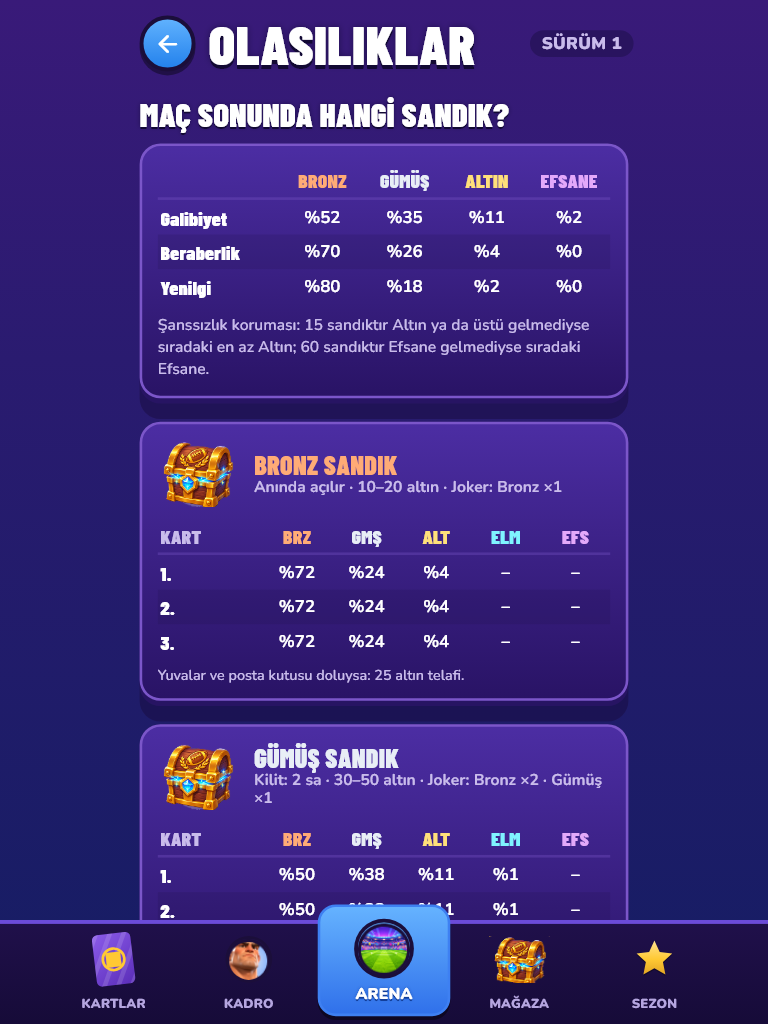 OLASILIKLAR
SÜRÜM 1
MAÇ SONUNDA HANGİ SANDIK?
BRONZ GÜMÜŞ ALTIN EFSANE
Galibiyet %52 %35 %11 %2
Beraberlik %70 %26 %4 %0
Yenilgi %80 %18 %2 %0
Şanssızlık koruması: 15 sandıktır Altın ya da üstü gelmediyse
sıradaki en az Altın; 60 sandıktır Efsane gelmediyse sıradaki
Efsane.
BRONZ SANDIK
Anında açılır · 10–20 altın · Joker: Bronz ×1
KART BRZ GMŞ ALT ELM EFS
1. %72 %24 %4 – –
2. %72 %24 %4 – –
3. %72 %24 %4 – –
Yuvalar ve posta kutusu doluysa: 25 altın telafi.
GÜMÜŞ SANDIK
Kilit: 2 sa · 30–50 altın · Joker: Bronz ×2 · Gümüş
×1
KART BRZ GMŞ ALT ELM EFS
1. %50 %38 %11 %1 –
2. %50 %1 –
KARTLAR KADRO ARENA MAĞAZA SEZON